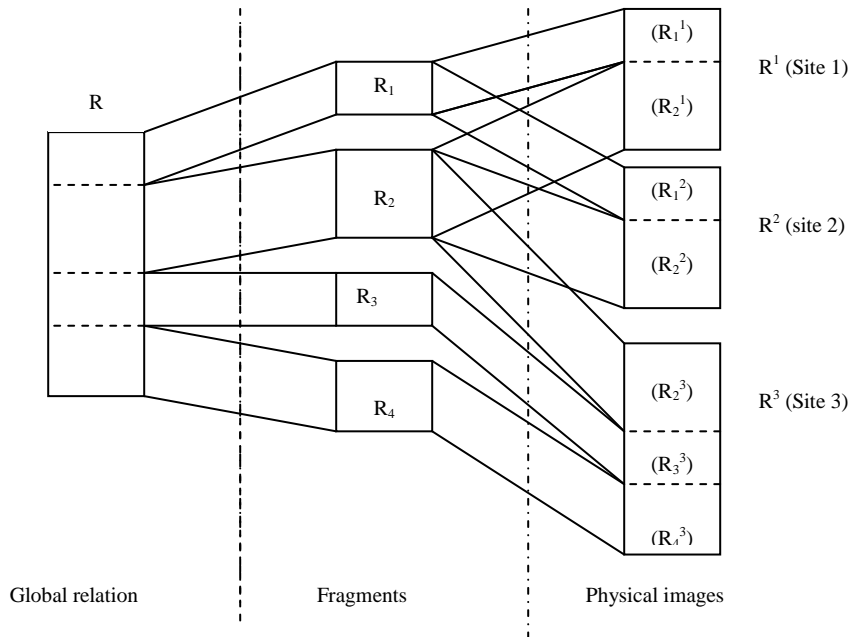 R
R₁
R₂
R₃
R₄
(R₁¹)
(R₂¹)
R¹ (Site 1)
(R₁²)
(R₂²)
R² (site 2)
(R₂³)
(R₃³)
(R₄³)
R³ (Site 3)
Global relation
Fragments
Physical images